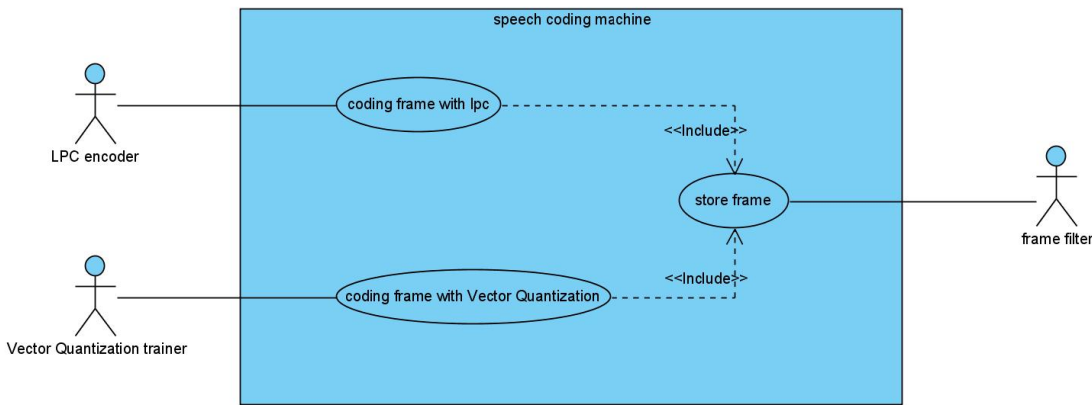 speech coding machine
coding frame with lpc
<<Include>>
LPC encoder
store frame
frame filter
<<Include>>
coding frame with Vector Quantization
Vector Quantization trainer